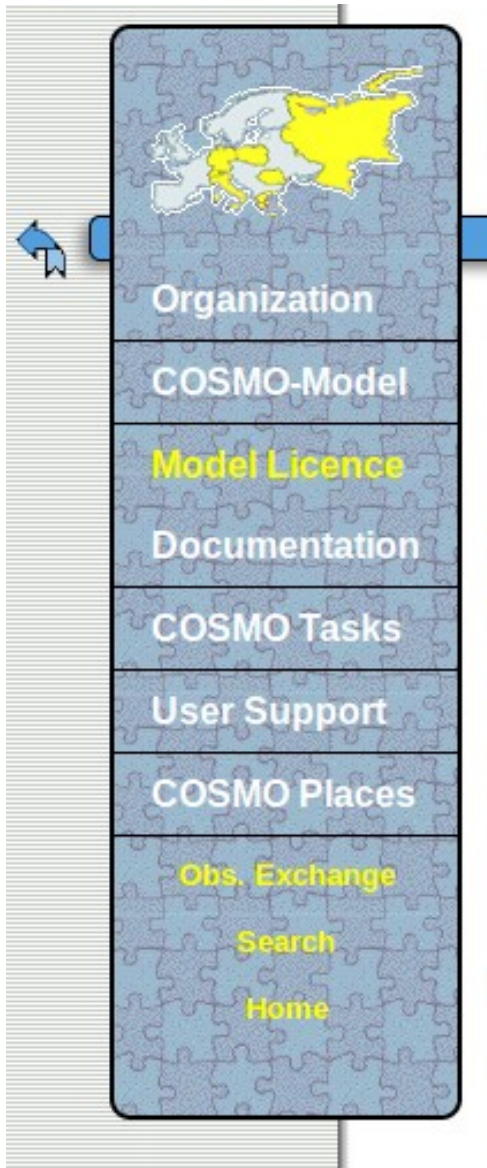 Organization
COSMO-Model
Model Licence
Documentation
COSMO Tasks
User Support
COSMO Places
Obs. Exchange
Search
Home